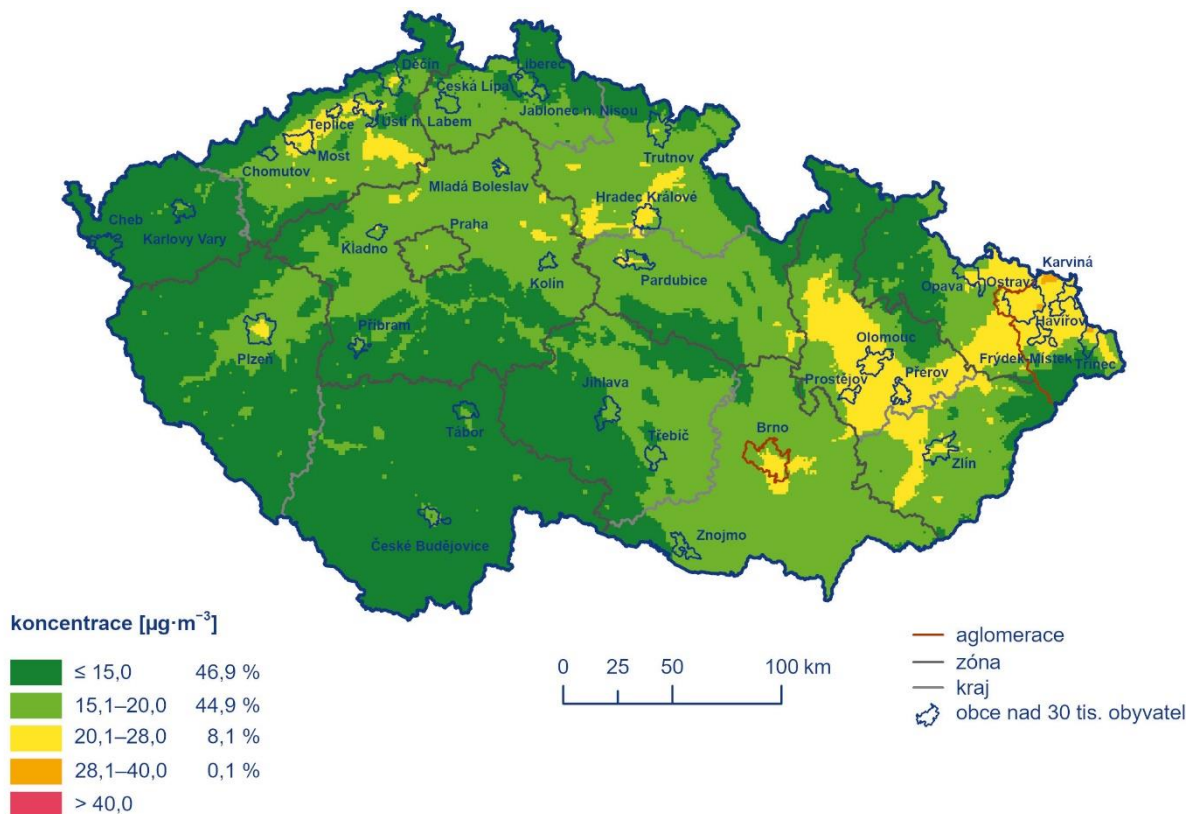 Děčín
Liberec
Česká Lípa
Jablonec n. Nisou
Teplice
Ústí n. Labem
Most
Chomutov
Trutnov
Mladá Boleslav
Hradec Králové
Cheb
Karlovy Vary
Praha
Kladno
Kolín
Pardubice
Karviná
Opava
Ostrava
Havířov
Příbram
Plzeň
Olomouc
Frýdek-Místek
Třinec
Prostějov
Přerov
Jihlava
Tábor
Třebíč
Brno
Zlín
České Budějovice
Znojmo
koncentrace [µg·m⁻³]
≤ 15,0 46,9 %
15,1–20,0 44,9 %
20,1–28,0 8,1 %
28,1–40,0 0,1 %
> 40,0
0 25 50 100 km
aglomerace
zóna
kraj
obce nad 30 tis. obyvatel